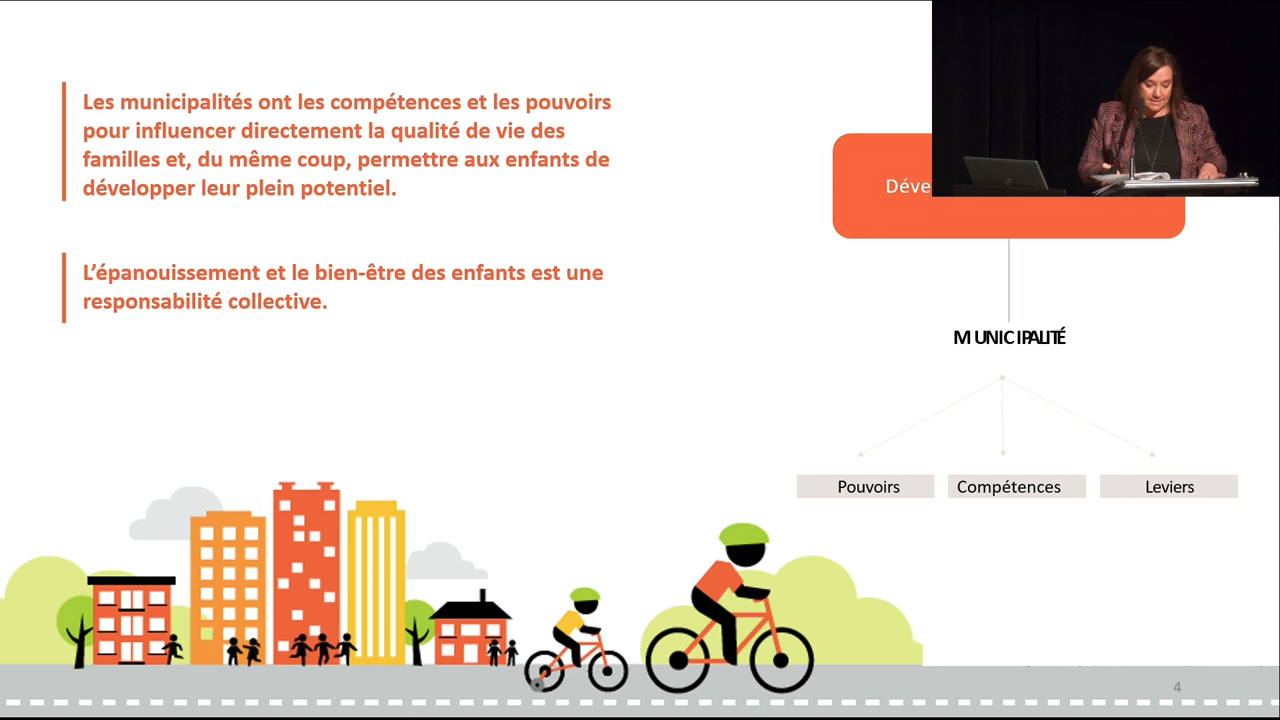 Les municipalités ont les compétences et les pouvoirs
pour influencer directement la qualité de vie des
familles et, du même coup, permettre aux enfants de
développer leur plein potentiel.
L’épanouissement et le bien-être des enfants est une
responsabilité collective.
MUNICIPALITÉ
Pouvoirs
Compétences
Leviers
4